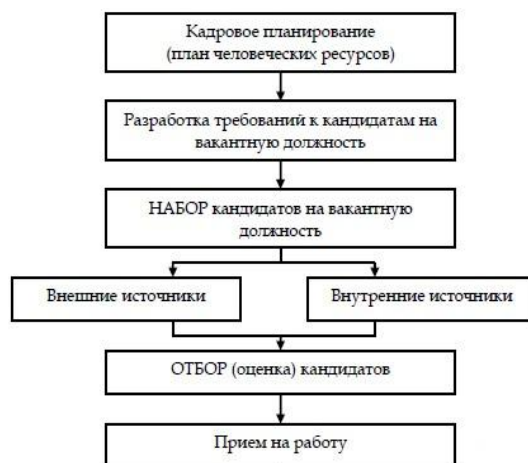 Кадровое планирование
(план человеческих ресурсов)
Разработка требований к кандидатам на
вакантную должность
НАБОР кандидатов на вакантную
должность
Внешние источники
Внутренние источники
ОТБОР (оценка) кандидатов
Прием на работу